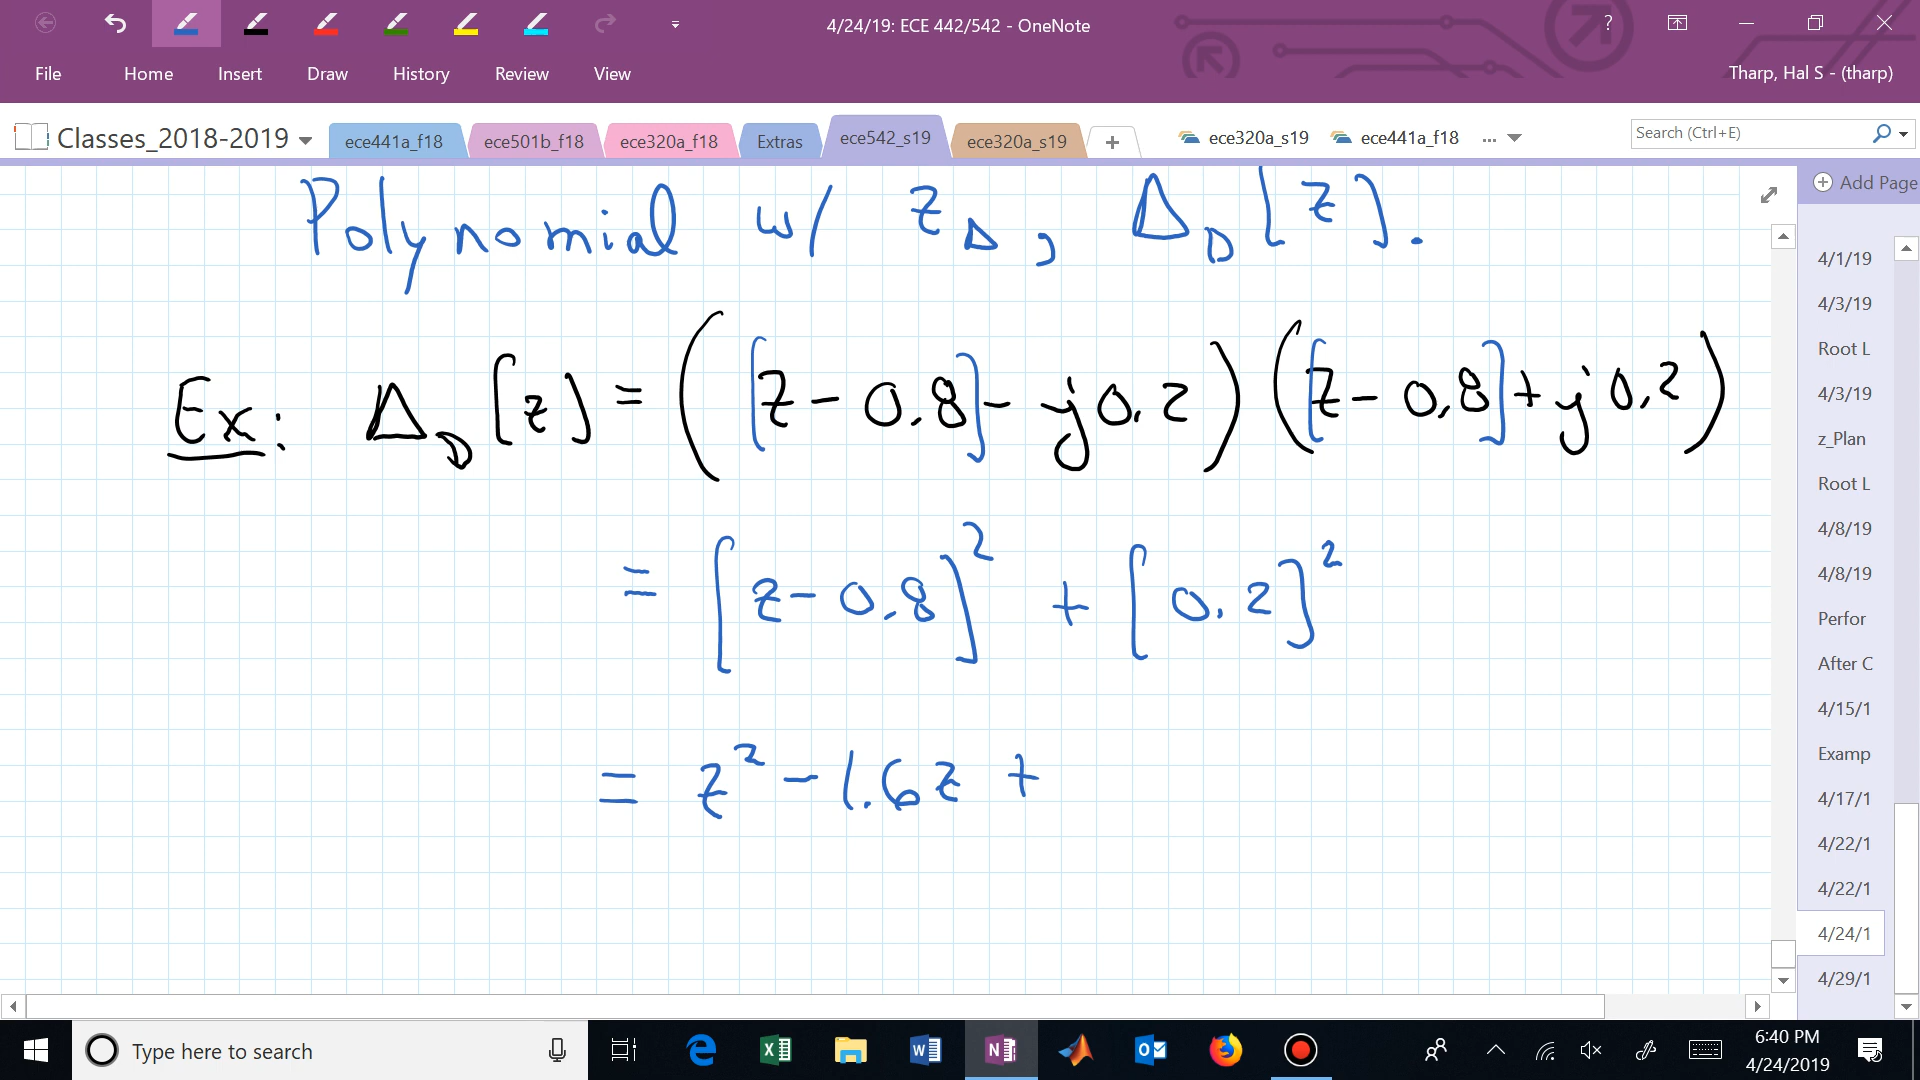 4/24/19: ECE 442/542 - OneNote
?
File Home Insert Draw History Review View
Tharp, Hal S - (tharp)
Classes_2018-2019
ece441a_f18 ece501b_f18 ece320a_f18 Extras ece542_s19 ece320a_s19 +
ece320a_s19 ece441a_f18 ...
Search (Ctrl+E)
Add Page
Polynomial w/ z_Δ, Δ_D[z].
Ex: Δ_D[z] = ([z - 0.8] - j0.2)([z - 0.8] + j0.2)
= [z - 0.8]² + [0.2]²
= z² - 1.6z +
4/1/19
4/3/19
Root L
4/3/19
z_Plan
Root L
4/8/19
4/8/19
Perfor
After C
4/15/1
Examp
4/17/1
4/22/1
4/22/1
4/24/1
4/29/1
Type here to search
6:40 PM
4/24/2019